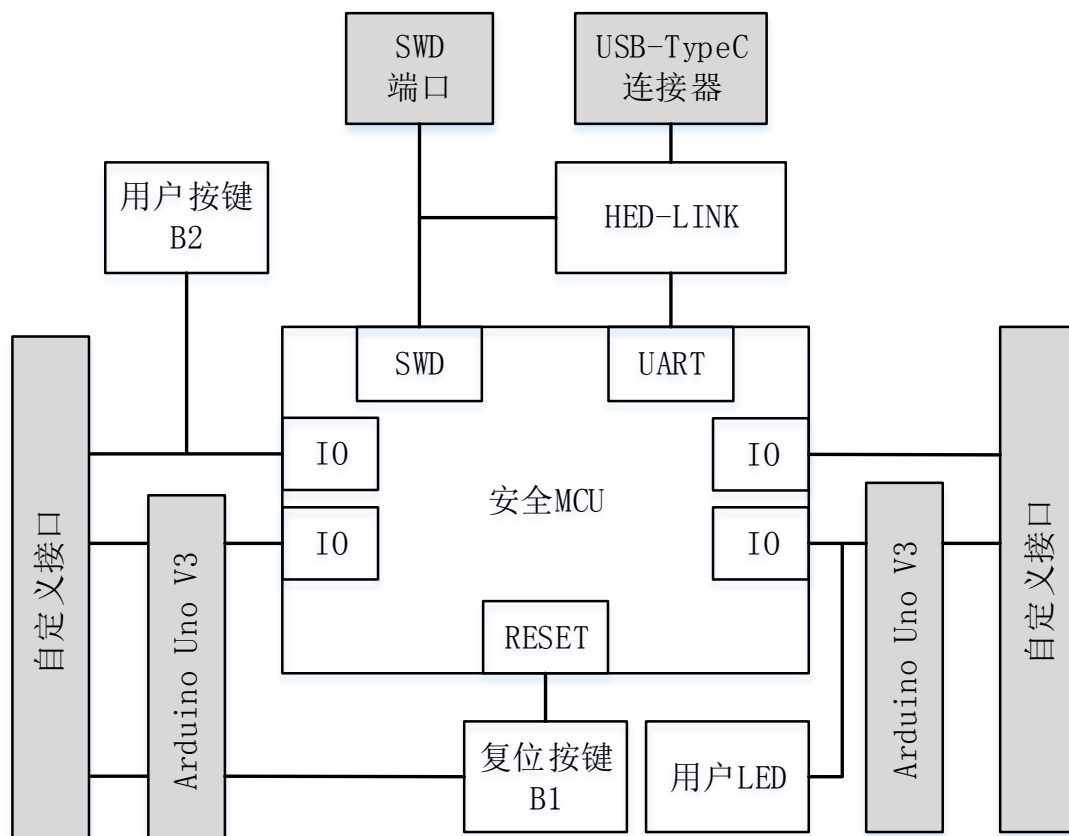 SWD
端口
USB-TypeC
连接器
用户按键
B2
HED-LINK
SWD
UART
IO
IO
安全MCU
IO
IO
自定义接口
Arduino Uno V3
Arduino Uno V3
自定义接口
RESET
复位按键
B1
用户LED